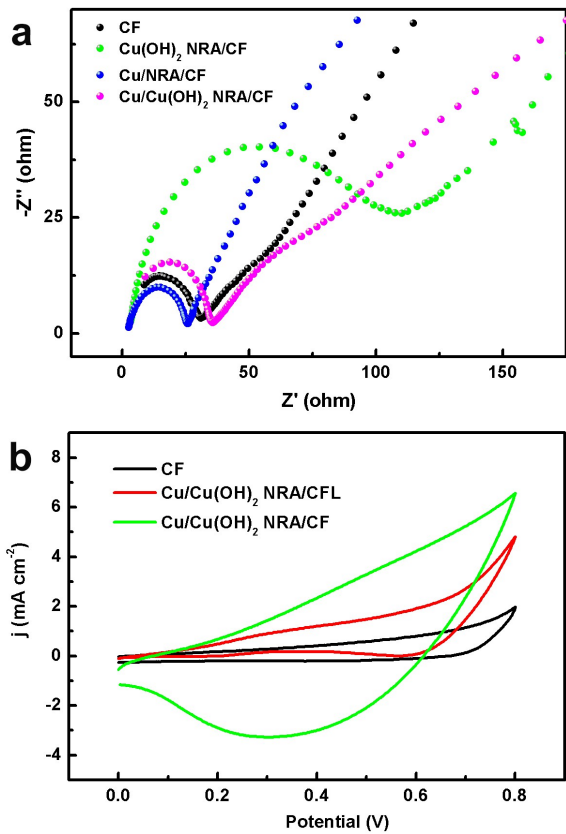 a
CF
Cu(OH)₂ NRA/CF
Cu/NRA/CF
Cu/Cu(OH)₂ NRA/CF
-Z'' (ohm)
50
25
0
0 50 100 150
Z' (ohm)
b
CF
Cu/Cu(OH)₂ NRA/CFL
Cu/Cu(OH)₂ NRA/CF
j (mA cm⁻²)
8
6
4
2
0
-2
-4
0.0 0.2 0.4 0.6 0.8
Potential (V)